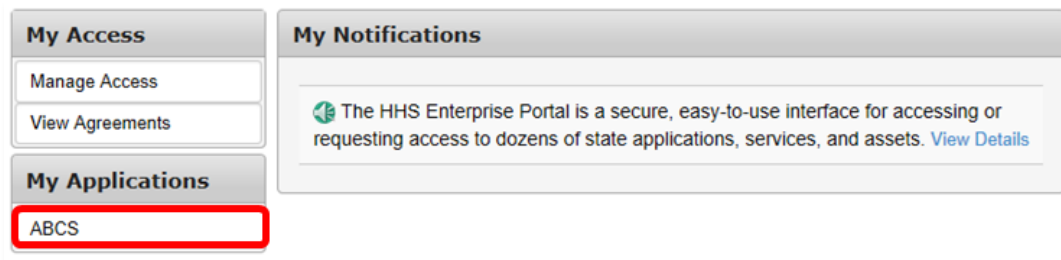 My Access
Manage Access
View Agreements
My Applications
ABCS
My Notifications
The HHS Enterprise Portal is a secure, easy-to-use interface for accessing or
requesting access to dozens of state applications, services, and assets. View Details